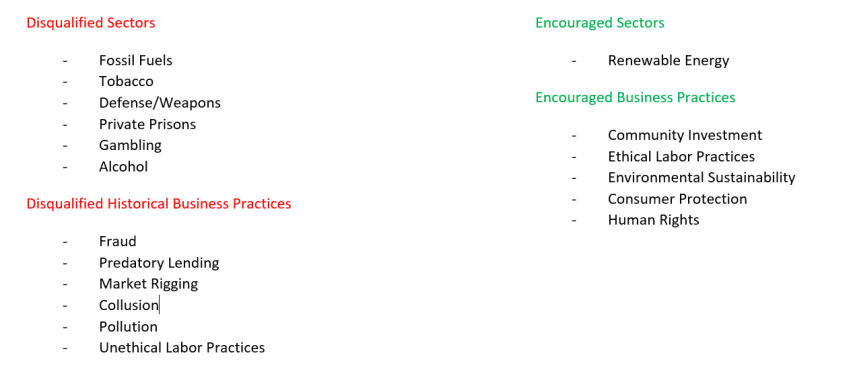 Disqualified Sectors
- Fossil Fuels
- Tobacco
- Defense/Weapons
- Private Prisons
- Gambling
- Alcohol
Disqualified Historical Business Practices
- Fraud
- Predatory Lending
- Market Rigging
- Collusion
- Pollution
- Unethical Labor Practices
Encouraged Sectors
- Renewable Energy
Encouraged Business Practices
- Community Investment
- Ethical Labor Practices
- Environmental Sustainability
- Consumer Protection
- Human Rights